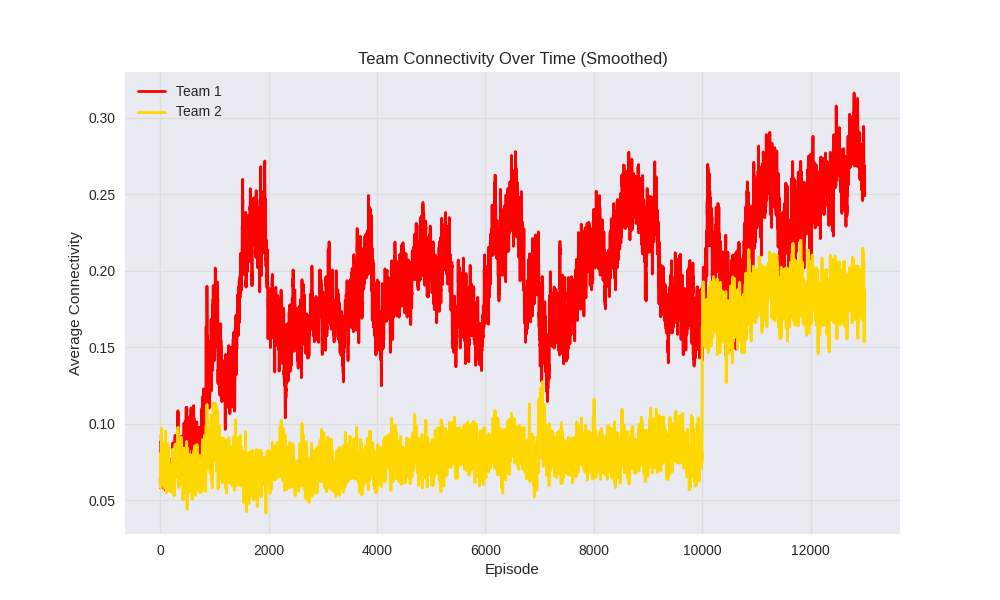 Team Connectivity Over Time (Smoothed)
Team 1
Team 2
0.30
0.25
0.20
0.15
0.10
0.05
Average Connectivity
0 2000 4000 6000 8000 10000 12000
Episode